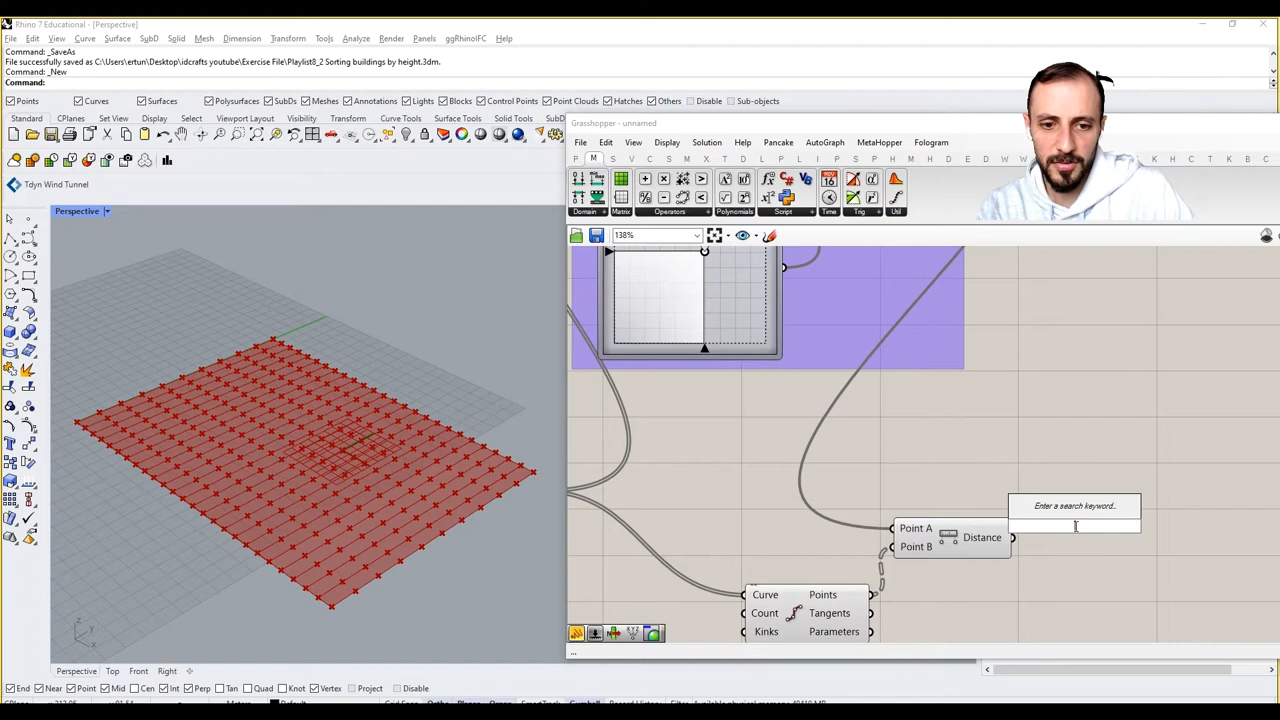 Rhino 7 Educational - [Perspective]
File Edit View Curve Surface SubD Solid Mesh Dimension Transform Tools Analyze Render Panels ggRhinoIFC Help
Command: _SaveAs
File successfully saved as C:\Users\ertun\Desktop\idcrafts youtube\Exercise File\Playlist8_2 Sorting buildings by height.3dm.
Command: _New
Command:
Points Curves Surfaces Polysurfaces SubDs Meshes Annotations Lights Blocks Control Points Point Clouds Hatches Others Disable Sub-objects
Standard CPlanes Set View Display Select Viewport Layout Visibility Transform Curve Tools Surface Tools Solid Tools SubD
Grasshopper - unnamed
File Edit View Display Solution Help Pancake AutoGraph MetaHopper Fologram
Domain Matrix Operators Polynomials Script Time Trig Util
Tdyn Wind Tunnel
Perspective
138%
Enter a search keyword...
Point A
Point B
Distance
Curve Points
Count Tangents
Kinks Parameters
z y x
Perspective Top Front Right
End Near Point Mid Cen Int Perp Tan Quad Knot Vertex Project Disable